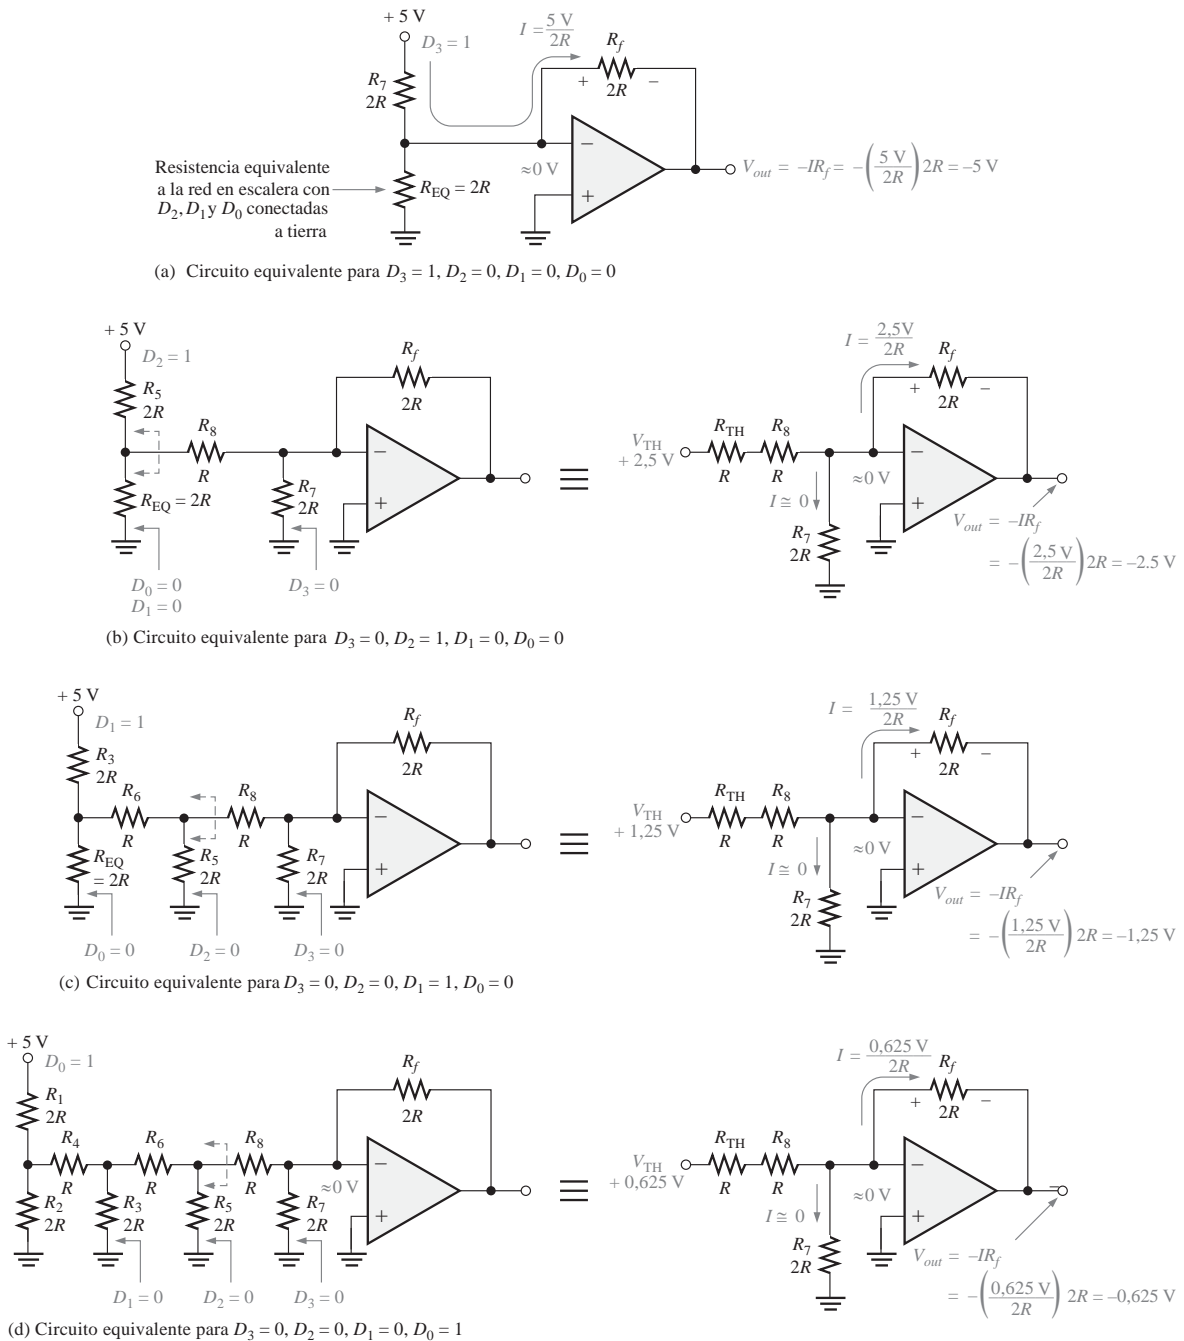 + 5 V
D3 = 1
I = 5 V / 2R
Rf
2R
+ –
R7
2R
≈0 V
–
+
Resistencia equivalente
a la red en escalera con
D2, D1 y D0 conectadas
a tierra
REQ = 2R
Vout = –IRf = –(5 V / 2R) 2R = –5 V
(a) Circuito equivalente para D3 = 1, D2 = 0, D1 = 0, D0 = 0
+ 5 V
D2 = 1
R5
2R
R8
R
REQ = 2R
R7
2R
Rf
2R
–
+
D0 = 0
D1 = 0
D3 = 0
≡
I = 2,5V / 2R
Rf
2R
+ –
VTH
+ 2,5 V
RTH
R
R8
R
I ≅ 0
R7
2R
≈0 V
–
+
Vout = –IRf
= –(2,5 V / 2R) 2R = –2.5 V
(b) Circuito equivalente para D3 = 0, D2 = 1, D1 = 0, D0 = 0
+ 5 V
D1 = 1
R3
2R
R6
R
R8
R
REQ
= 2R
R5
2R
R7
2R
Rf
2R
–
+
D0 = 0
D2 = 0
D3 = 0
≡
I = 1,25 V / 2R
Rf
2R
+ –
VTH
+ 1,25 V
RTH
R
R8
R
I ≅ 0
R7
2R
≈0 V
–
+
Vout = –IRf
= –(1,25 V / 2R) 2R = –1,25 V
(c) Circuito equivalente para D3 = 0, D2 = 0, D1 = 1, D0 = 0
+ 5 V
D0 = 1
R1
2R
R4
R
R6
R
R8
R
R2
2R
R3
2R
R5
2R
R7
2R
≈0 V
Rf
2R
–
+
D1 = 0
D2 = 0
D3 = 0
≡
I = 0,625 V / 2R
Rf
2R
+ –
VTH
+ 0,625 V
RTH
R
R8
R
I ≅ 0
R7
2R
≈0 V
–
+
Vout = –IRf
= –(0,625 V / 2R) 2R = –0,625 V
(d) Circuito equivalente para D3 = 0, D2 = 0, D1 = 0, D0 = 1